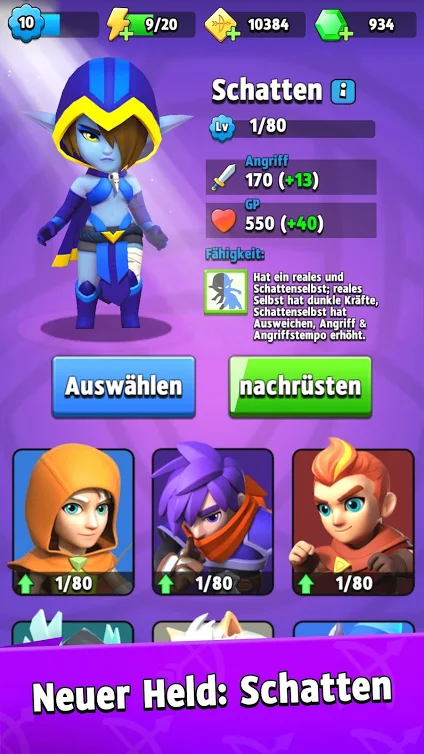 10
9/20
10384
934
Schatten i
Lv 1/80
Angriff
170 (+13)
GP
550 (+40)
Fähigkeit:
Hat ein reales und
Schattenselbst; reales
Selbst hat dunkle Kräfte,
Schattenselbst hat
Ausweichen, Angriff &
Angriffstempo erhöht.
Auswählen
nachrüsten
1/80
1/80
1/80
Neuer Held: Schatten